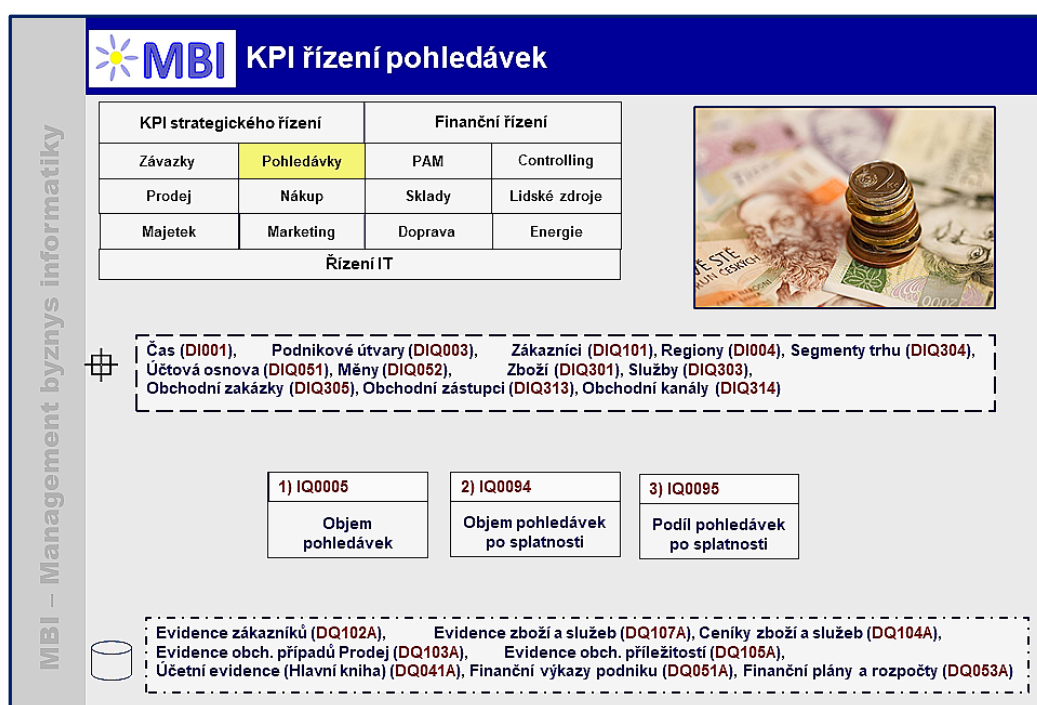 MBI
KPI řízení pohledávek
MBI – Management byznys informatiky
KPI strategického řízení Finanční řízení
Závazky Pohledávky PAM Controlling
Prodej Nákup Sklady Lidské zdroje
Majetek Marketing Doprava Energie
Řízení IT
Čas (DI001), Podnikové útvary (DIQ003), Zákazníci (DIQ101), Regiony (DI004), Segmenty trhu (DIQ304),
Účtová osnova (DIQ051), Měny (DIQ052), Zboží (DIQ301), Služby (DIQ303),
Obchodní zakázky (DIQ305), Obchodní zástupci (DIQ313), Obchodní kanály (DIQ314)
1) IQ0005
Objem
pohledávek
2) IQ0094
Objem pohledávek
po splatnosti
3) IQ0095
Podíl pohledávek
po splatnosti
Evidence zákazníků (DQ102A), Evidence zboží a služeb (DQ107A), Ceníky zboží a služeb (DQ104A),
Evidence obch. případů Prodej (DQ103A), Evidence obch. příležitostí (DQ105A),
Účetní evidence (Hlavní kniha) (DQ041A), Finanční výkazy podniku (DQ051A), Finanční plány a rozpočty (DQ053A)